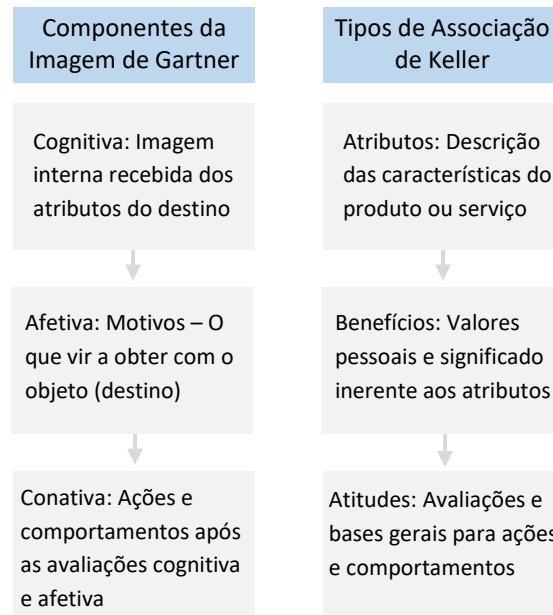 Componentes da
Imagem de Gartner
Cognitiva: Imagem
interna recebida dos
atributos do destino
Afetiva: Motivos – O
que vir a obter com o
objeto (destino)
Conativa: Ações e
comportamentos após
as avaliações cognitiva
e afetiva
Tipos de Associação
de Keller
Atributos: Descrição
das características do
produto ou serviço
Benefícios: Valores
pessoais e significado
inerente aos atributos
Atitudes: Avaliações e
bases gerais para ações
e comportamentos